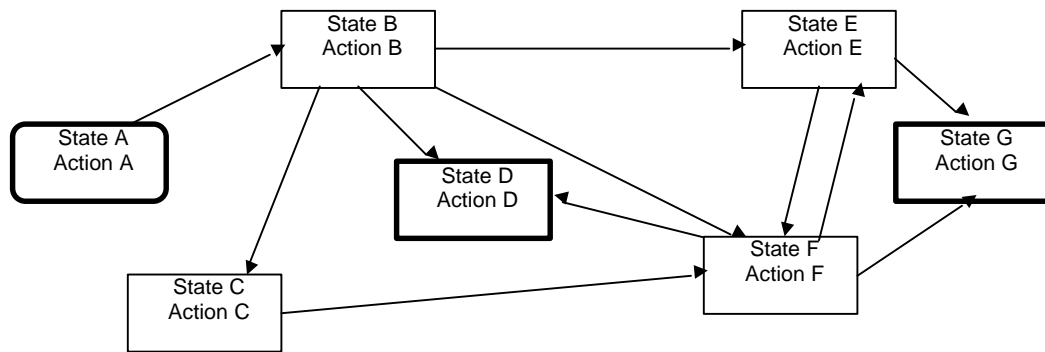 State B
Action B
State E
Action E
State A
Action A
State G
Action G
State D
Action D
State F
Action F
State C
Action C